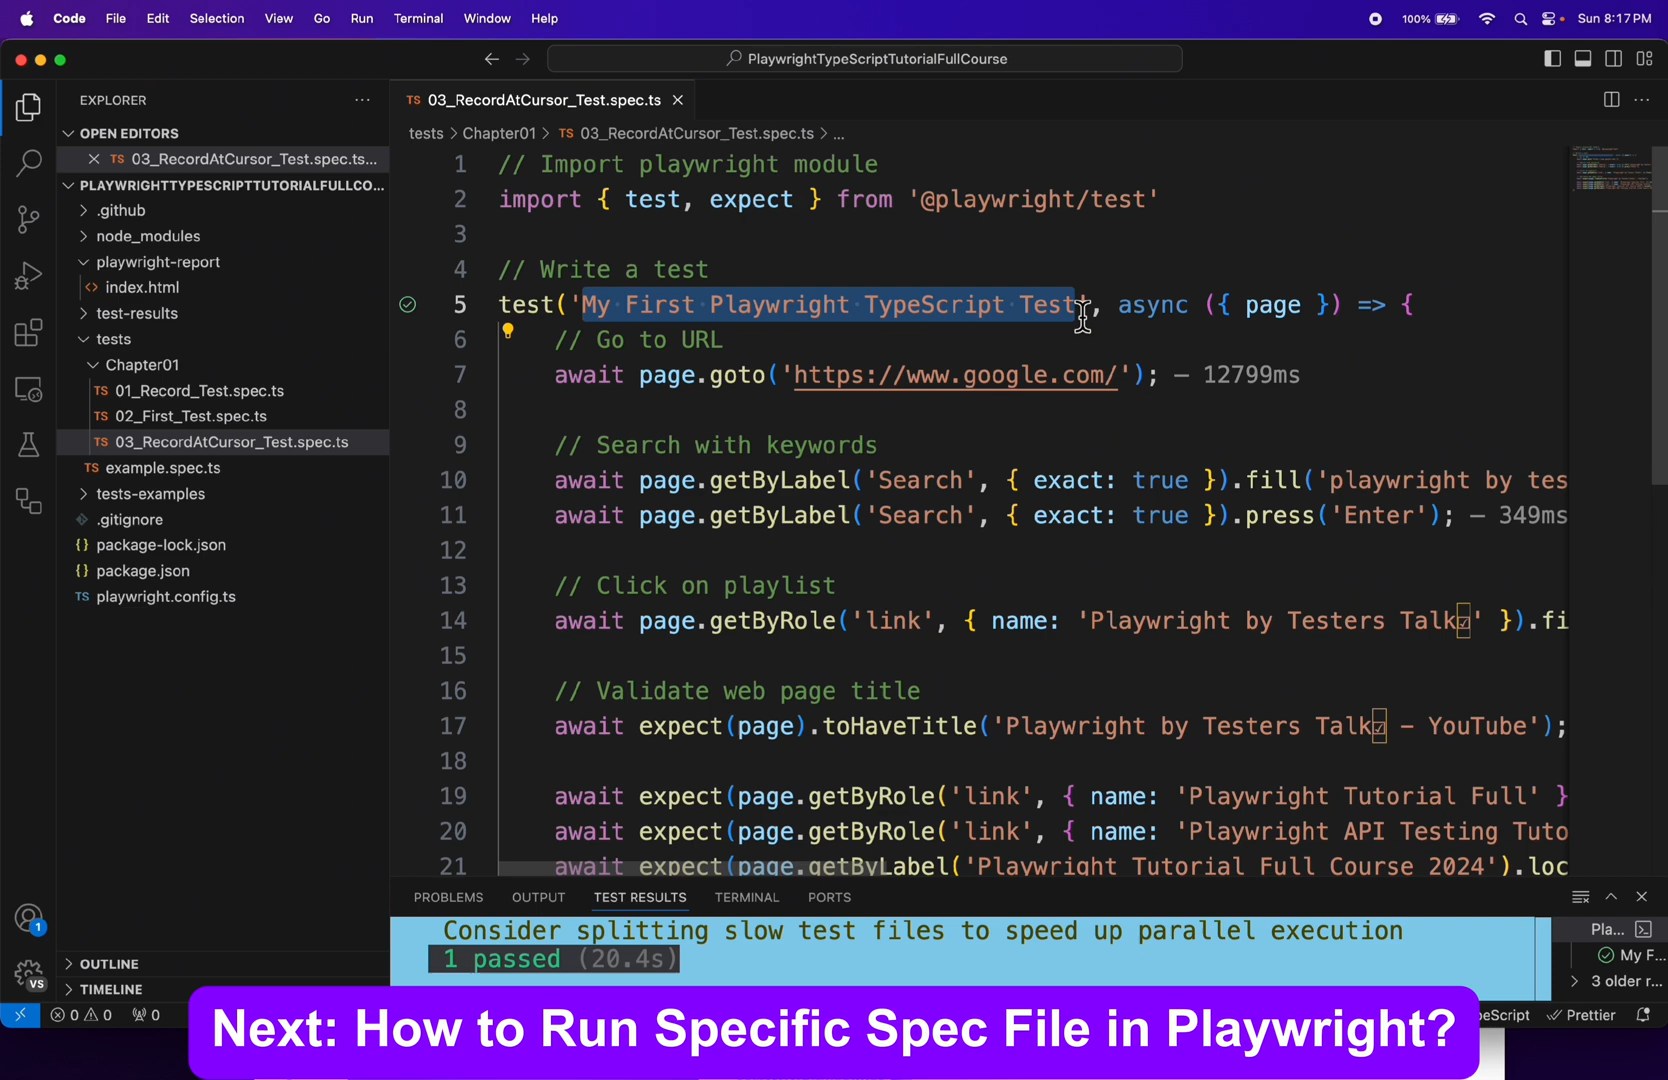 Code File Edit Selection View Go Run Terminal Window Help 100% Sun 8:17 PM
PlaywrightTypeScriptTutorialFullCourse
EXPLORER
TS 03_RecordAtCursor_Test.spec.ts
OPEN EDITORS
tests > Chapter01 > TS 03_RecordAtCursor_Test.spec.ts > ...
TS 03_RecordAtCursor_Test.spec.ts...
PLAYWRIGHTTYPESCRIPTTUTORIALFULLCO...
.github
node_modules
playwright-report
<> index.html
test-results
tests
Chapter01
TS 01_Record_Test.spec.ts
TS 02_First_Test.spec.ts
TS 03_RecordAtCursor_Test.spec.ts
TS example.spec.ts
tests-examples
.gitignore
{} package-lock.json
{} package.json
TS playwright.config.ts
OUTLINE
TIMELINE
1 // Import playwright module
2 import { test, expect } from '@playwright/test'
3
4 // Write a test
5 test('My First Playwright TypeScript Test', async ({ page }) => {
6 // Go to URL
7 await page.goto('https://www.google.com/'); — 12799ms
8
9 // Search with keywords
10 await page.getByLabel('Search', { exact: true }).fill('playwright by tes
11 await page.getByLabel('Search', { exact: true }).press('Enter'); — 349ms
12
13 // Click on playlist
14 await page.getByRole('link', { name: 'Playwright by Testers Talk☑' }).fi
15
16 // Validate web page title
17 await expect(page).toHaveTitle('Playwright by Testers Talk☑ - YouTube');
18
19 await expect(page.getByRole('link', { name: 'Playwright Tutorial Full' }
20 await expect(page.getByRole('link', { name: 'Playwright API Testing Tuto
21 await expect(page.getByLabel('Playwright Tutorial Full Course 2024').loc
PROBLEMS OUTPUT TEST RESULTS TERMINAL PORTS
Consider splitting slow test files to speed up parallel execution
1 passed (20.4s)
Pla...
My F...
3 older r...
1
VS
0 0 0
peScript Prettier
Next: How to Run Specific Spec File in Playwright?